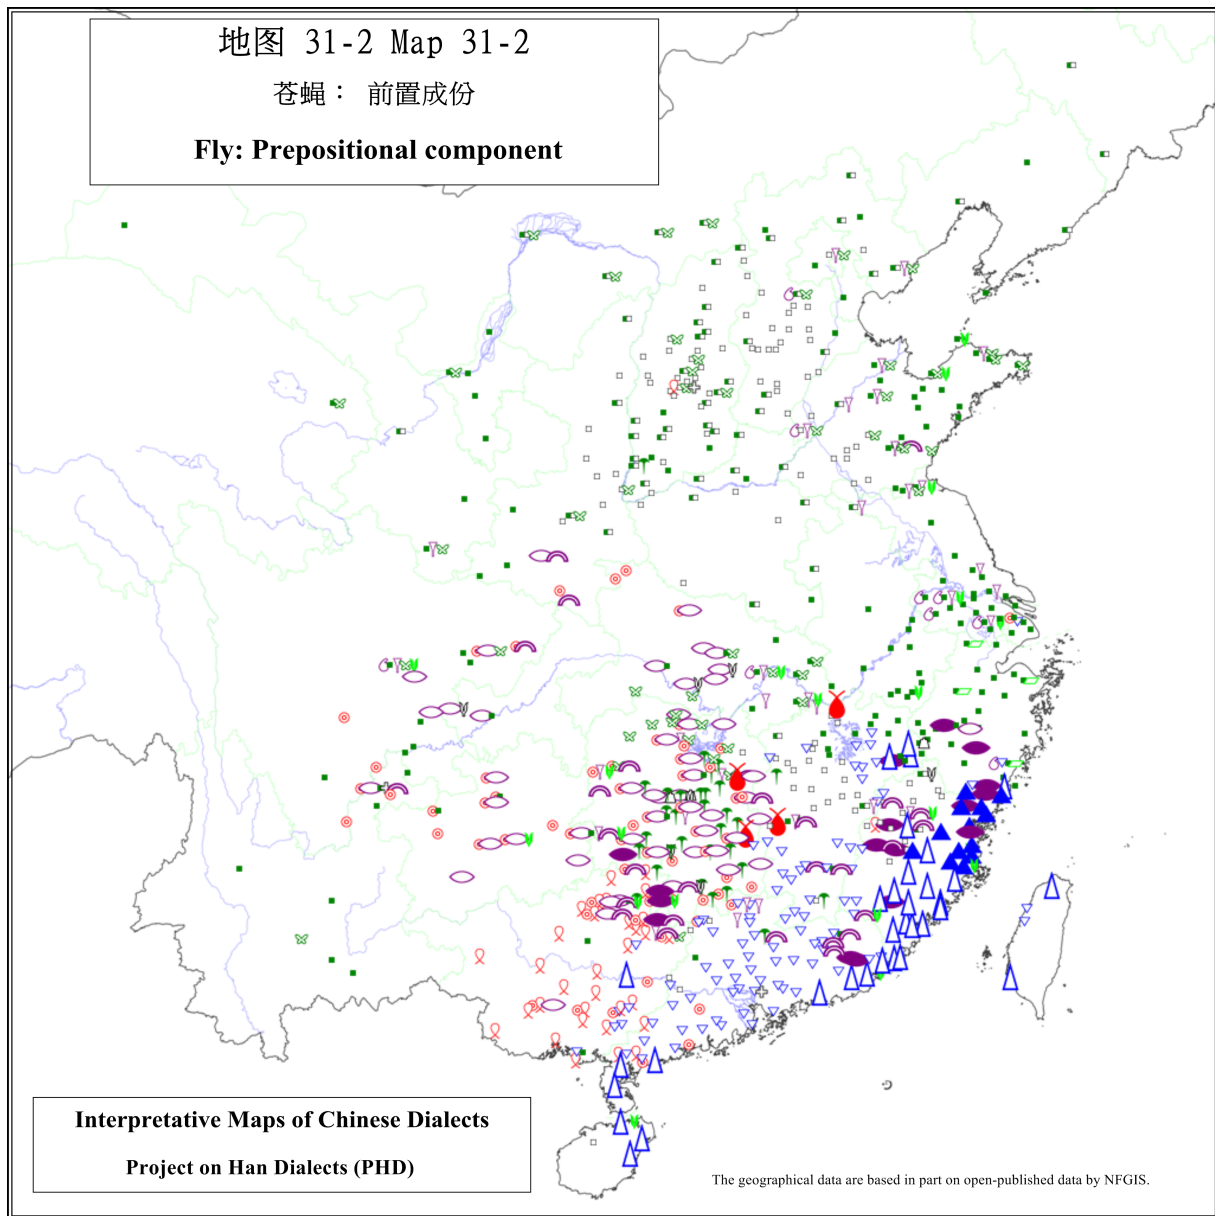 地图 31-2 Map 31-2
苍蝇： 前置成份
Fly: Prepositional component
Interpretative Maps of Chinese Dialects
Project on Han Dialects (PHD)
The geographical data are based in part on open-published data by NFGIS.